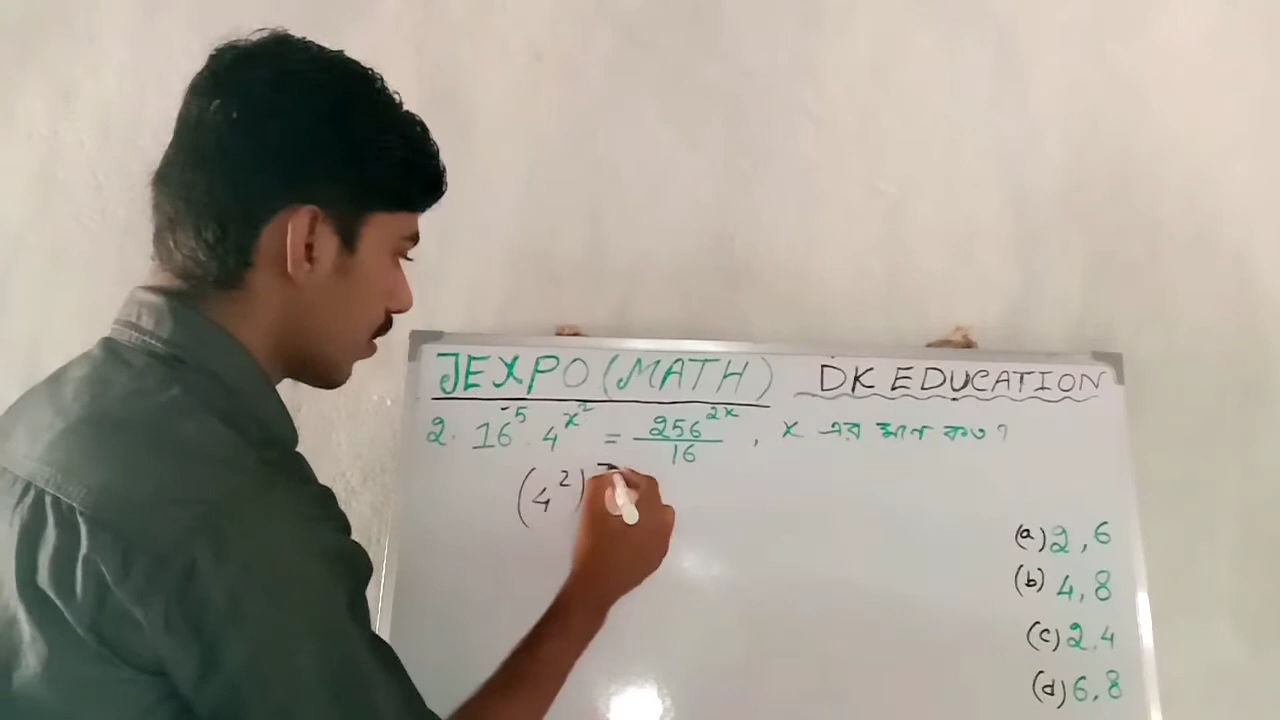 JEXPO (MATH) DK EDUCATION
2. 16⁻⁵ . 4^x² = 256^2x / 16 , x এর মান কত ?
(4²)⁻
(a) 2, 6
(b) 4, 8
(c) 2, 4
(d) 6, 8